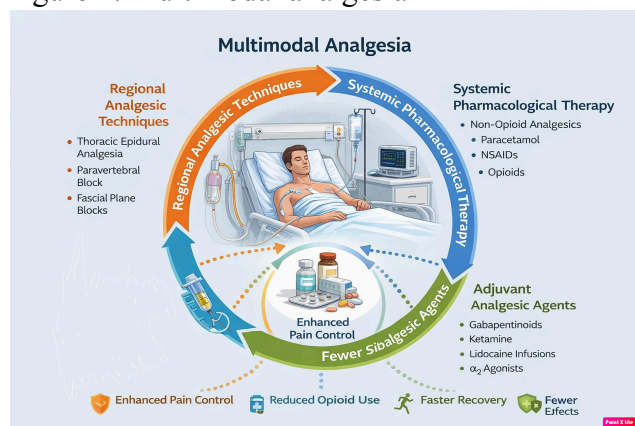 Multimodal Analgesia
Regional
Analgesic
Techniques
• Thoracic Epidural
Analgesia
• Paravertebral
Block
• Fascial Plane
Blocks
Regional Analgesic Techniques
Systemic Pharmacological Therapy
Systemic
Pharmacological Therapy
• Non-Opioid Analgesics
• Paracetamol
• NSAIDs
• Opioids
Adjuvant
Analgesic Agents
• Gabapentinoids
• Ketamine
• Lidocaine Infusions
• α₂ Agonists
Enhanced
Pain Control
Fewer Sibalgesic Agents
Enhanced Pain Control
Reduced Opioid Use
Faster Recovery
Fewer
Effects